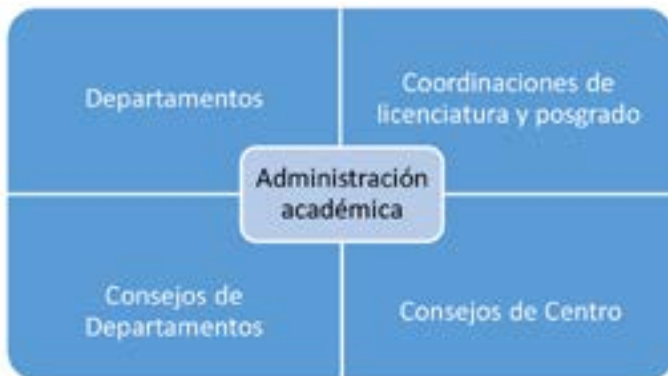 Departamentos
Coordinaciones de
licenciatura y posgrado
Administración
académica
Consejos de
Departamentos
Consejos de Centro